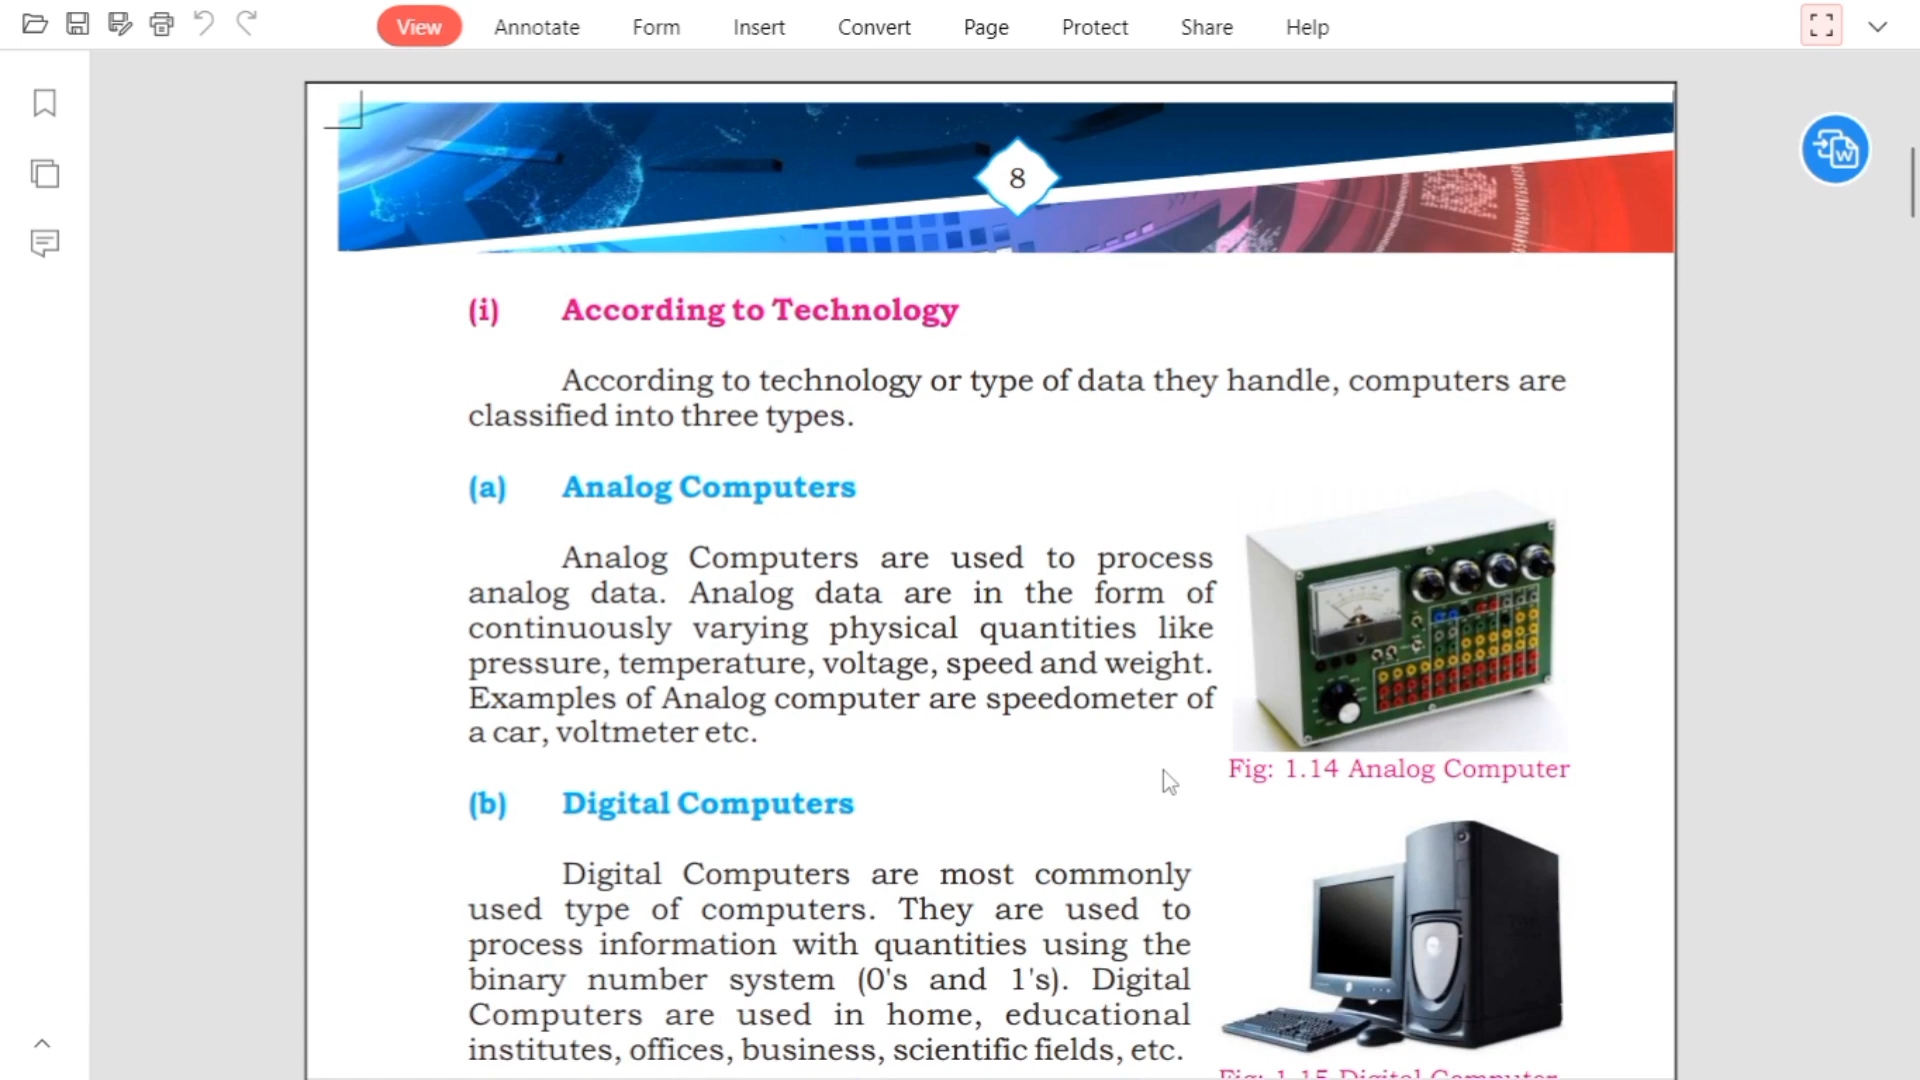 View Annotate Form Insert Convert Page Protect Share Help
8
(i) According to Technology
According to technology or type of data they handle, computers are
classified into three types.
(a) Analog Computers
Analog Computers are used to process
analog data. Analog data are in the form of
continuously varying physical quantities like
pressure, temperature, voltage, speed and weight.
Examples of Analog computer are speedometer of
a car, voltmeter etc.
Fig: 1.14 Analog Computer
(b) Digital Computers
Digital Computers are most commonly
used type of computers. They are used to
process information with quantities using the
binary number system (0's and 1's). Digital
Computers are used in home, educational
institutes, offices, business, scientific fields, etc.
Fig: 1.15 Digital Computer